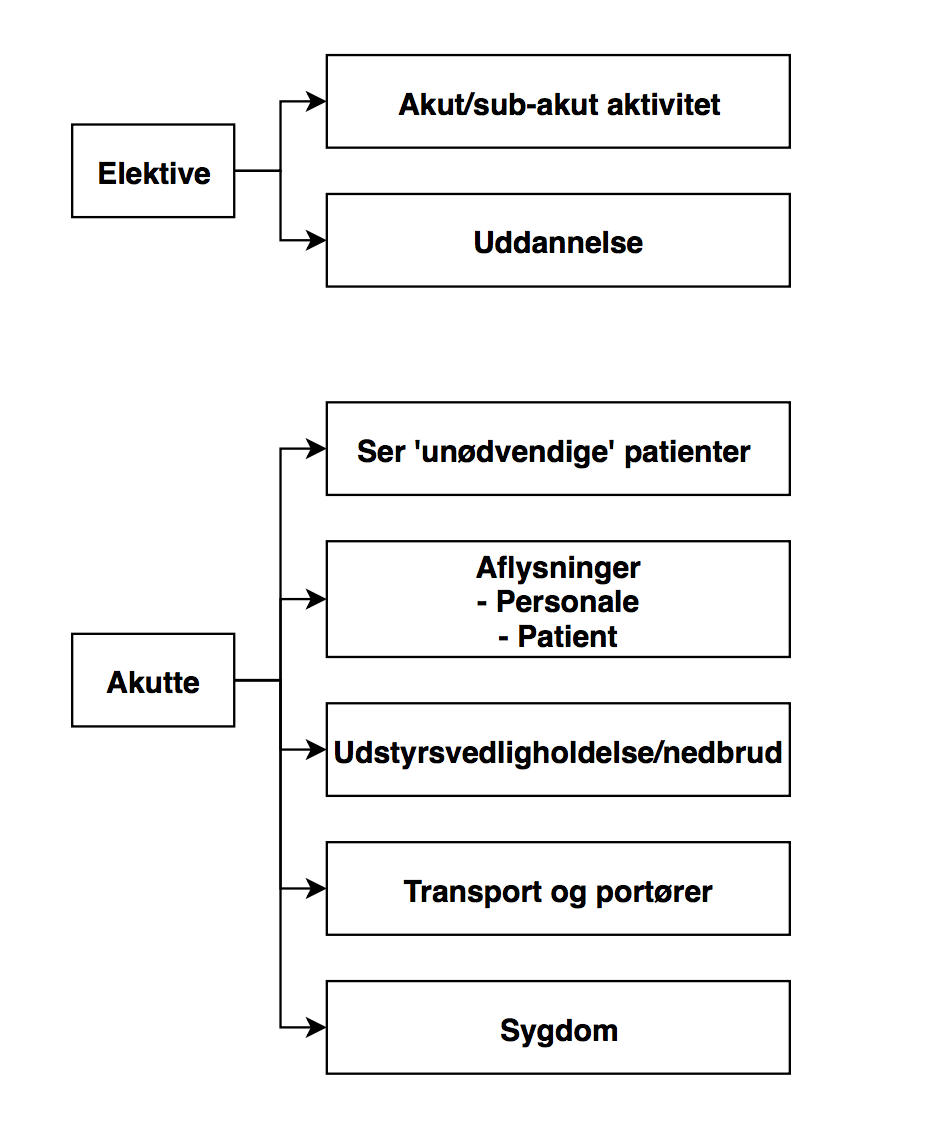 Elektive
Akut/sub-akut aktivitet
Uddannelse
Akutte
Ser 'unødvendige' patienter
Aflysninger
- Personale
- Patient
Udstyrsvedligholdelse/nedbrud
Transport og portører
Sygdom